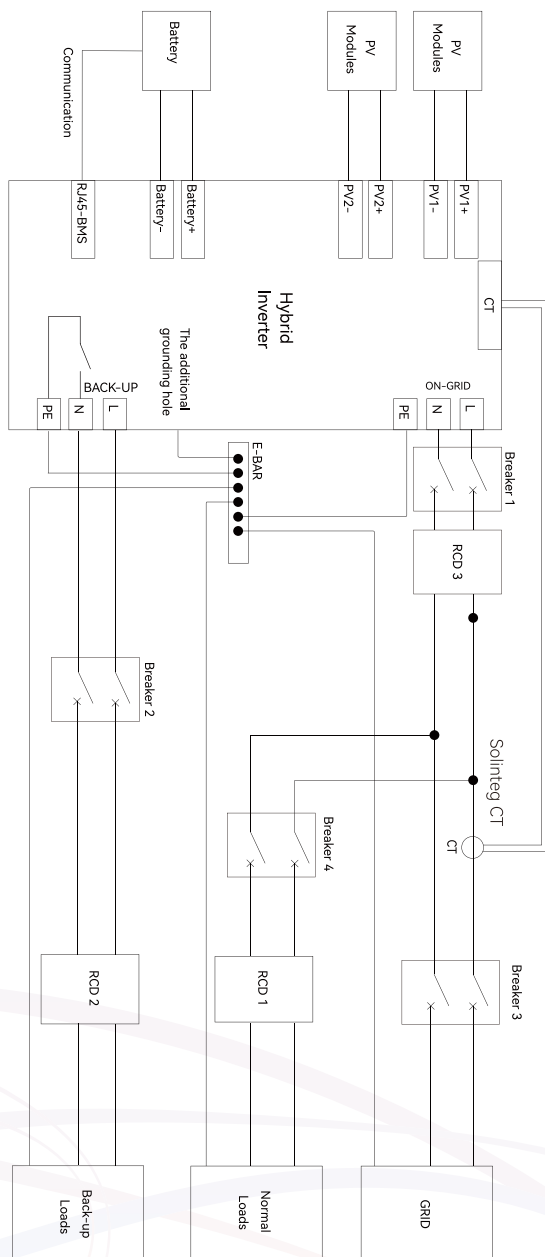 Battery
PV
Modules
PV
Modules
Communication
RJ45-BMS
Battery-
Battery+
PV2-
PV2+
PV1-
PV1+
Hybrid
Inverter
CT
The additional
grounding hole
BACK-UP
ON-GRID
PE
N
L
PE
N
L
E-BAR
Breaker 1
RCD 3
Breaker 2
Solinteg CT
CT
Breaker 4
Breaker 3
RCD 2
RCD 1
Back-up
Loads
Normal
Loads
GRID